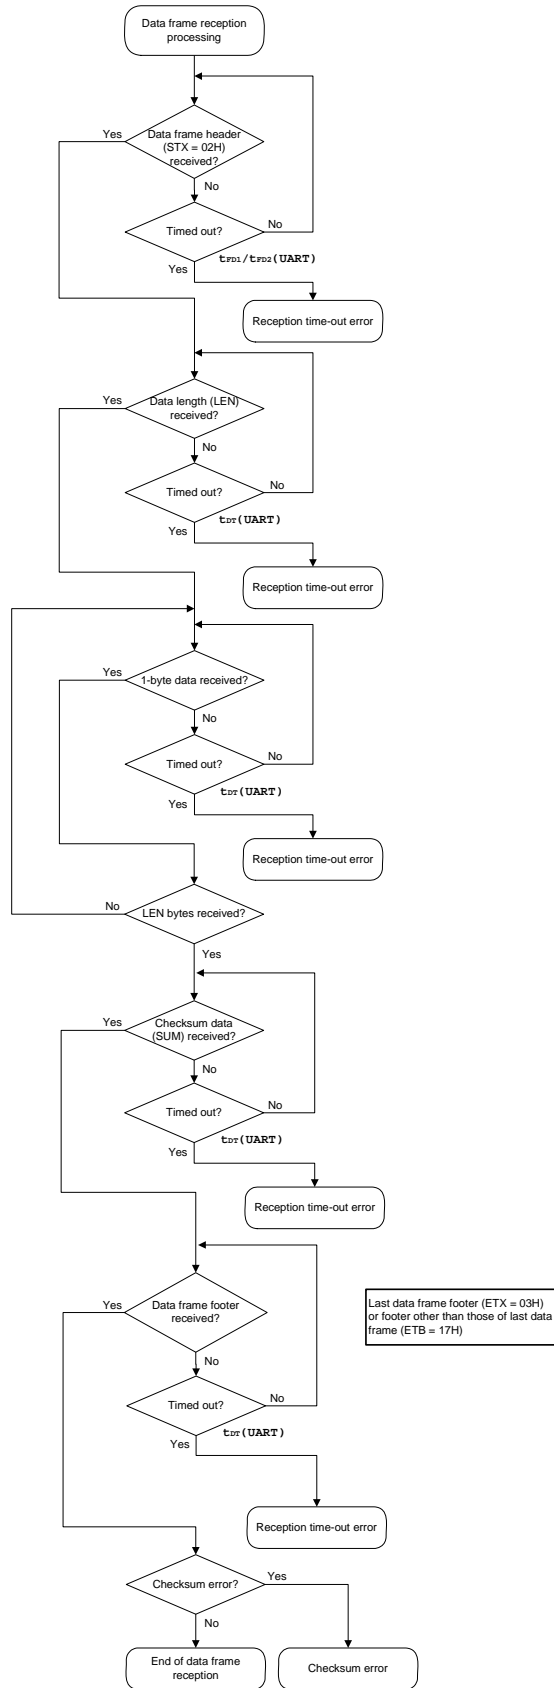 Data frame reception
processing
Yes
Data frame header
(STX = 02H)
received?
No
Timed out?
No
tFD1/tFD2(UART)
Yes
Reception time-out error
Yes
Data length (LEN)
received?
No
Timed out?
No
tDT(UART)
Yes
Reception time-out error
Yes
1-byte data received?
No
Timed out?
No
tDT(UART)
Yes
Reception time-out error
No
LEN bytes received?
Yes
Yes
Checksum data
(SUM) received?
No
Timed out?
No
tDT(UART)
Yes
Reception time-out error
Yes
Data frame footer
received?
Last data frame footer (ETX = 03H)
or footer other than those of last data
frame (ETB = 17H)
No
Timed out?
No
tDT(UART)
Yes
Reception time-out error
Checksum error?
Yes
No
End of data frame
reception
Checksum error